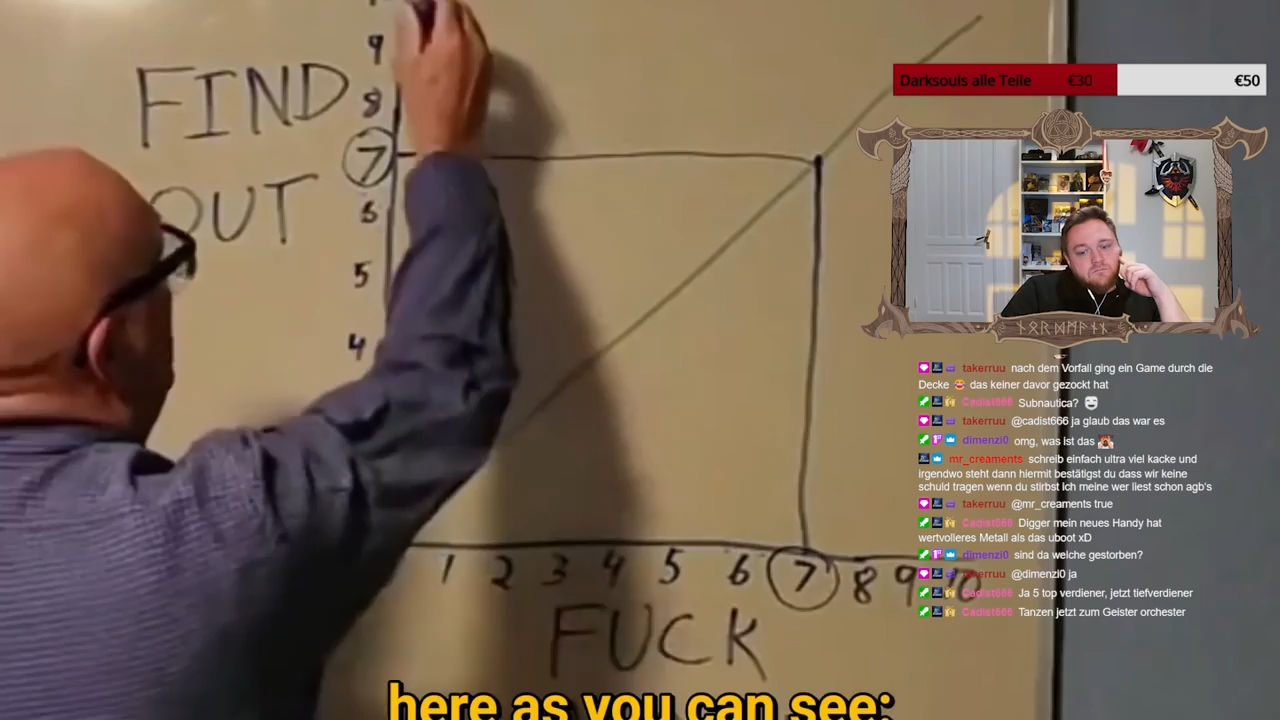 FIND
OUT
9
8
7
6
5
4
1 2 3 4 5 6 7 8 9 10
FUCK
here as you can see:
Darksouls alle Teile €30 €50
takerruu nach dem Vorfall ging ein Game durch die
Decke das keiner davor gezockt hat
Cadist666 Subnautica?
takerruu @cadist666 ja glaub das war es
dimenzi0 omg, was ist das
mr_creaments schreib einfach ultra viel kacke und
irgendwo steht dann hiermit bestätigst du dass wir keine
schuld tragen wenn du stirbst ich meine wer liest schon agb's
takerruu @mr_creaments true
Cadist666 Digger mein neues Handy hat
wertvolleres Metall als das uboot xD
dimenzi0 sind da welche gestorben?
takerruu @dimenzi0 ja
Cadist666 Ja 5 top verdiener, jetzt tiefverdiener
Cadist666 Tanzen jetzt zum Geister orchester